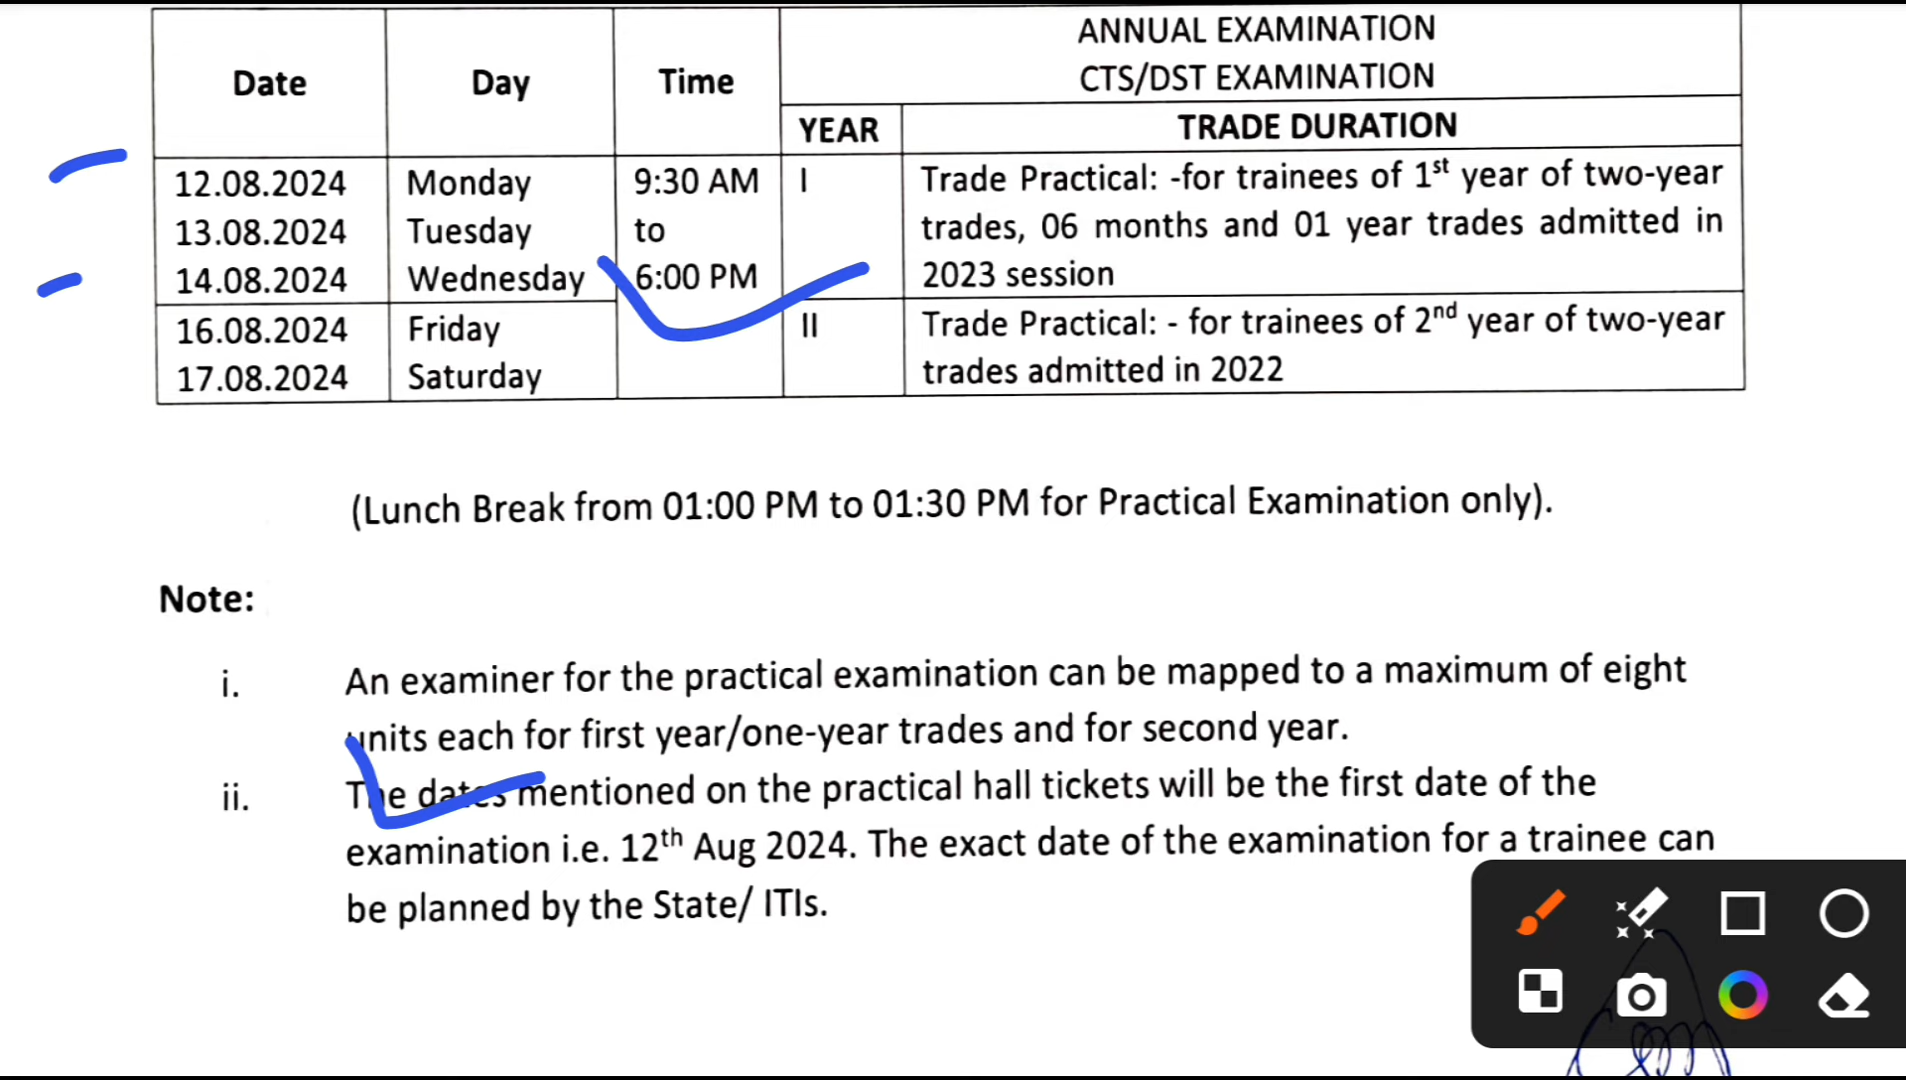 ANNUAL EXAMINATION
CTS/DST EXAMINATION
Date Day Time
YEAR TRADE DURATION
12.08.2024 Monday 9:30 AM I Trade Practical: -for trainees of 1st year of two-year
13.08.2024 Tuesday to trades, 06 months and 01 year trades admitted in
14.08.2024 Wednesday 6:00 PM 2023 session
16.08.2024 Friday II Trade Practical: - for trainees of 2nd year of two-year
17.08.2024 Saturday trades admitted in 2022
(Lunch Break from 01:00 PM to 01:30 PM for Practical Examination only).
Note:
i. An examiner for the practical examination can be mapped to a maximum of eight
units each for first year/one-year trades and for second year.
ii. The dates mentioned on the practical hall tickets will be the first date of the
examination i.e. 12th Aug 2024. The exact date of the examination for a trainee can
be planned by the State/ ITIs.